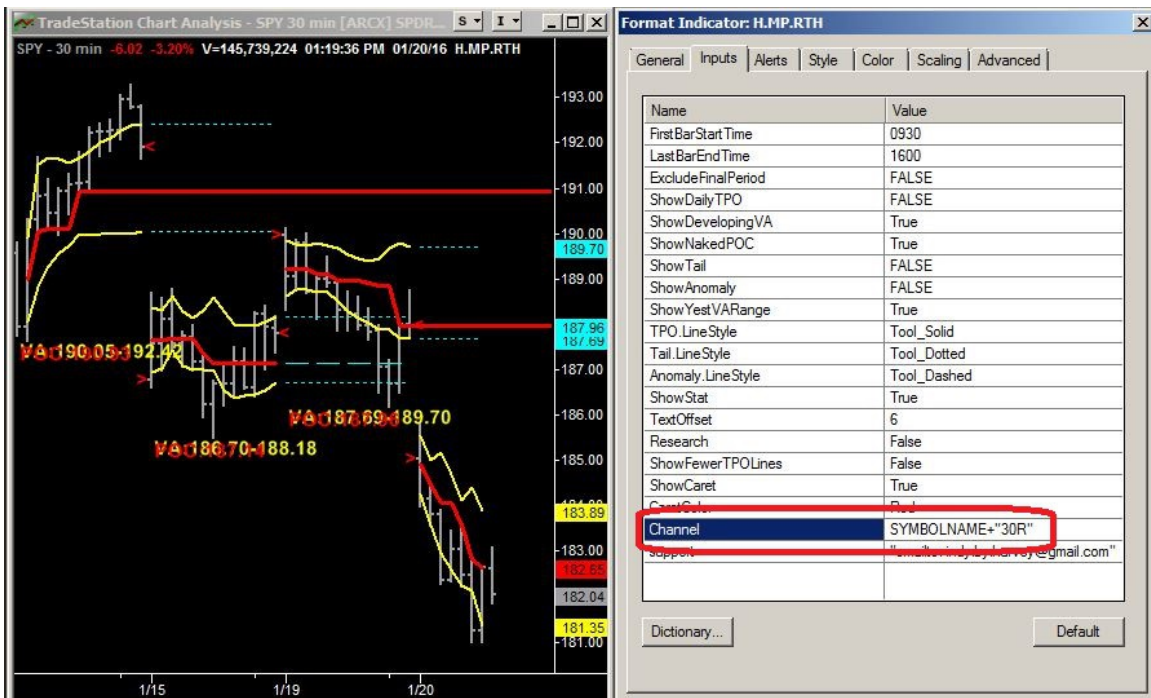 TradeStation Chart Analysis - SPY 30 min [ARCX] SPDR...
S
I
SPY - 30 min -6.02 -3.20% V=145,739,224 01:19:36 PM 01/20/16 H.MP.RTH
193.00
192.00
191.00
190.00
189.70
189.00
187.96
187.69
187.00
186.00
185.00
183.89
183.00
182.65
182.04
181.35
181.00
VA:190.05-192.42
VA:187.69-189.70
VA:186.70-188.18
1/15
1/19
1/20
Format Indicator: H.MP.RTH
General Inputs Alerts Style Color Scaling Advanced
Name Value
FirstBarStartTime 0930
LastBarEndTime 1600
ExcludeFinalPeriod FALSE
ShowDailyTPO FALSE
ShowDevelopingVA True
ShowNakedPOC True
ShowTail FALSE
ShowAnomaly FALSE
ShowYestVARange True
TPO.LineStyle Tool_Solid
Tail.LineStyle Tool_Dotted
Anomaly.LineStyle Tool_Dashed
ShowStat True
TextOffset 6
Research False
ShowFewerTPOLines False
ShowCaret True
CaretColor Red
Channel SYMBOLNAME+"30R"
support
Dictionary...
Default